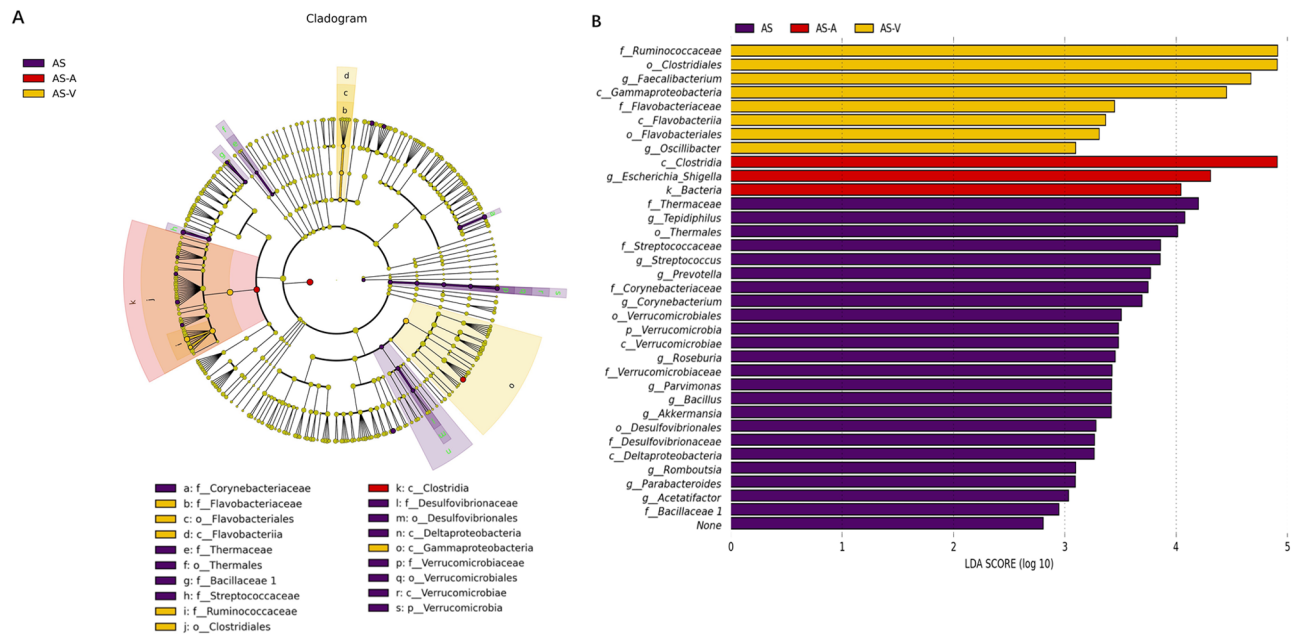 A
Cladogram
AS
AS-A
AS-V
d
c
b
k
j
i
o
a: f__Corynebacteriaceae
b: f__Flavobacteriaceae
c: o__Flavobacteriales
d: c__Flavobacteriia
e: f__Thermaceae
f: o__Thermales
g: f__Bacillaceae 1
h: f__Streptococcaceae
i: f__Ruminococcaceae
j: o__Clostridiales
k: c__Clostridia
l: f__Desulfovibrionaceae
m: o__Desulfovibrionales
n: c__Deltaproteobacteria
o: c__Gammaproteobacteria
p: f__Verrucomicrobiaceae
q: o__Verrucomicrobiales
r: c__Verrucomicrobiae
s: p__Verrucomicrobia
B
AS AS-A AS-V
f__Ruminococcaceae
o__Clostridiales
g__Faecalibacterium
c__Gammaproteobacteria
f__Flavobacteriaceae
c__Flavobacteriia
o__Flavobacteriales
g__Oscillibacter
c__Clostridia
g__Escherichia_Shigella
k__Bacteria
f__Thermaceae
g__Tepidiphilus
o__Thermales
f__Streptococcaceae
g__Streptococcus
g__Prevotella
f__Corynebacteriaceae
g__Corynebacterium
o__Verrucomicrobiales
p__Verrucomicrobia
c__Verrucomicrobiae
g__Roseburia
f__Verrucomicrobiaceae
g__Parvimonas
g__Bacillus
g__Akkermansia
o__Desulfovibrionales
f__Desulfovibrionaceae
c__Deltaproteobacteria
g__Romboutsia
g__Parabacteroides
g__Acetatifactor
f__Bacillaceae 1
None
0 1 2 3 4 5
LDA SCORE (log 10)